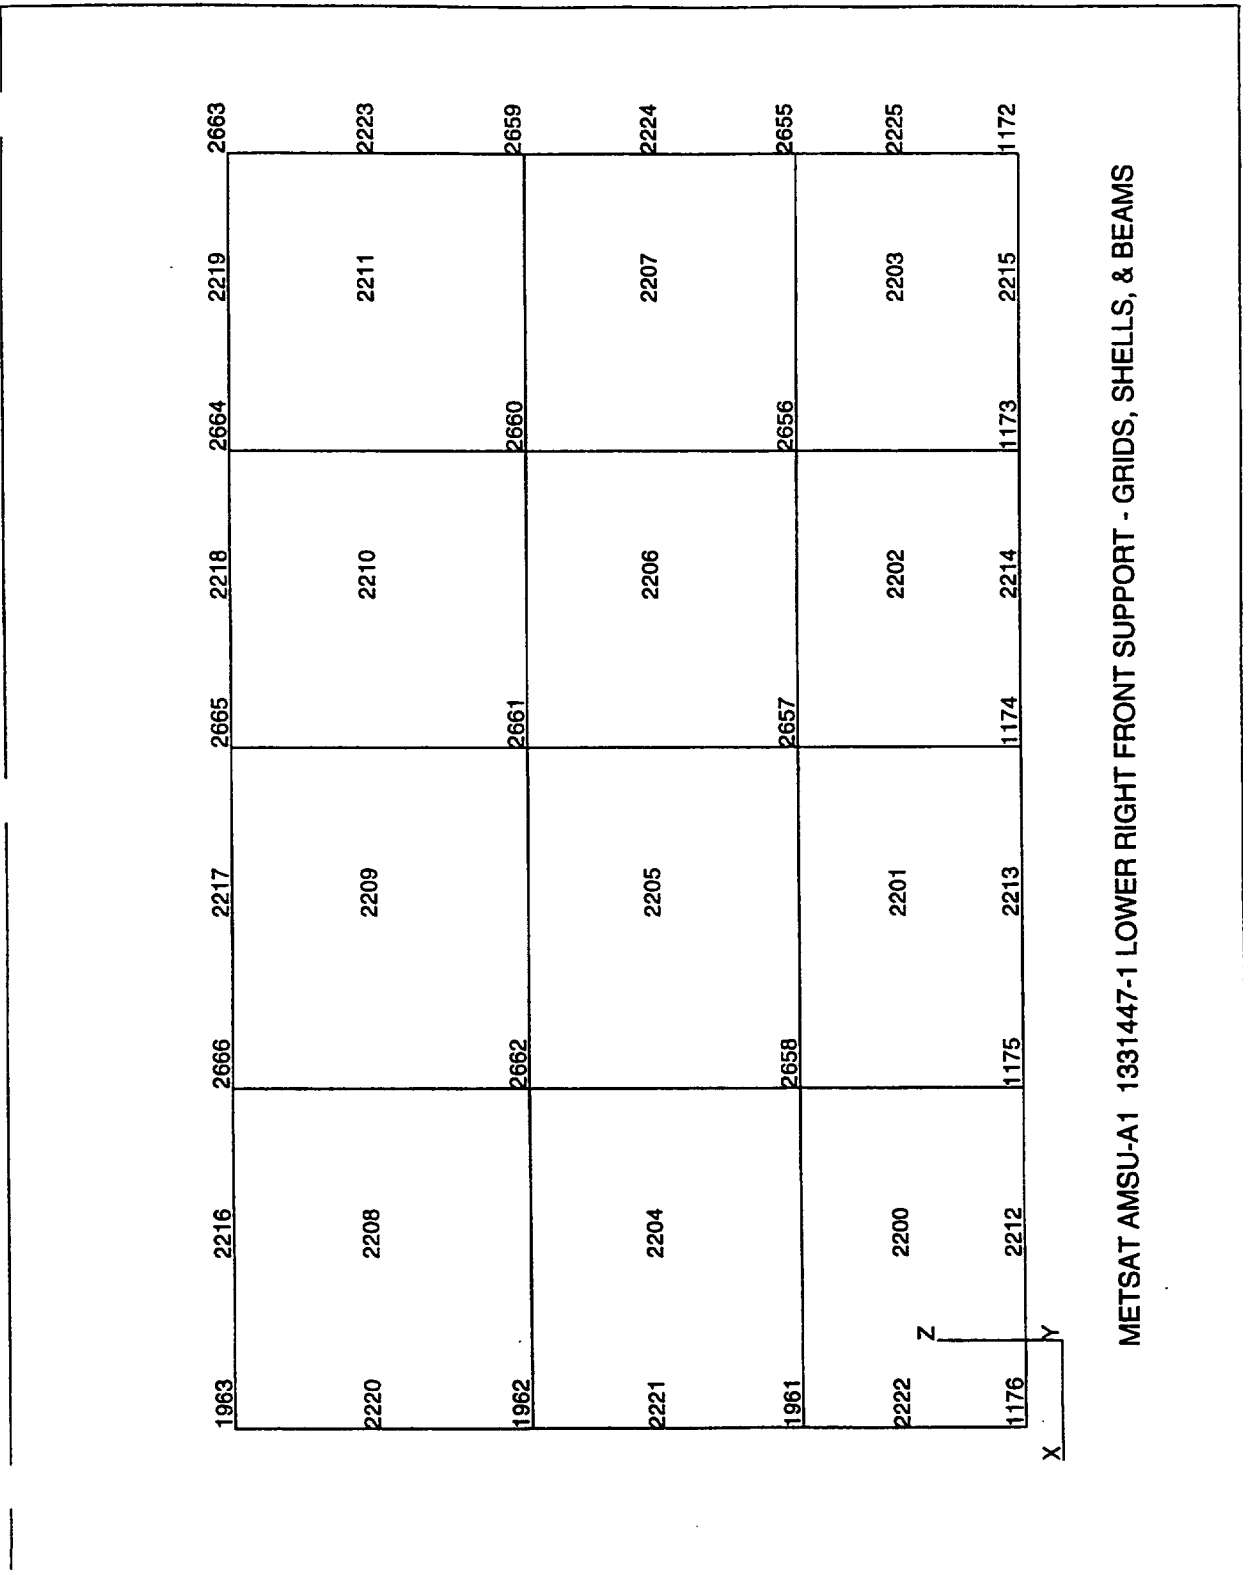 1963 2216 2666 2217 2665 2218 2664 2219 2663
2220 2208 2209 2210 2211 2223
1962 2662 2661 2660 2659
2221 2204 2205 2206 2207 2224
1961 2658 2657 2656 2655
2222 2200 2201 2202 2203 2225
Z
1176 2212 1175 2213 1174 2214 1173 2215 1172
X Y
METSAT AMSU-A1 1331447-1 LOWER RIGHT FRONT SUPPORT - GRIDS, SHELLS, & BEAMS